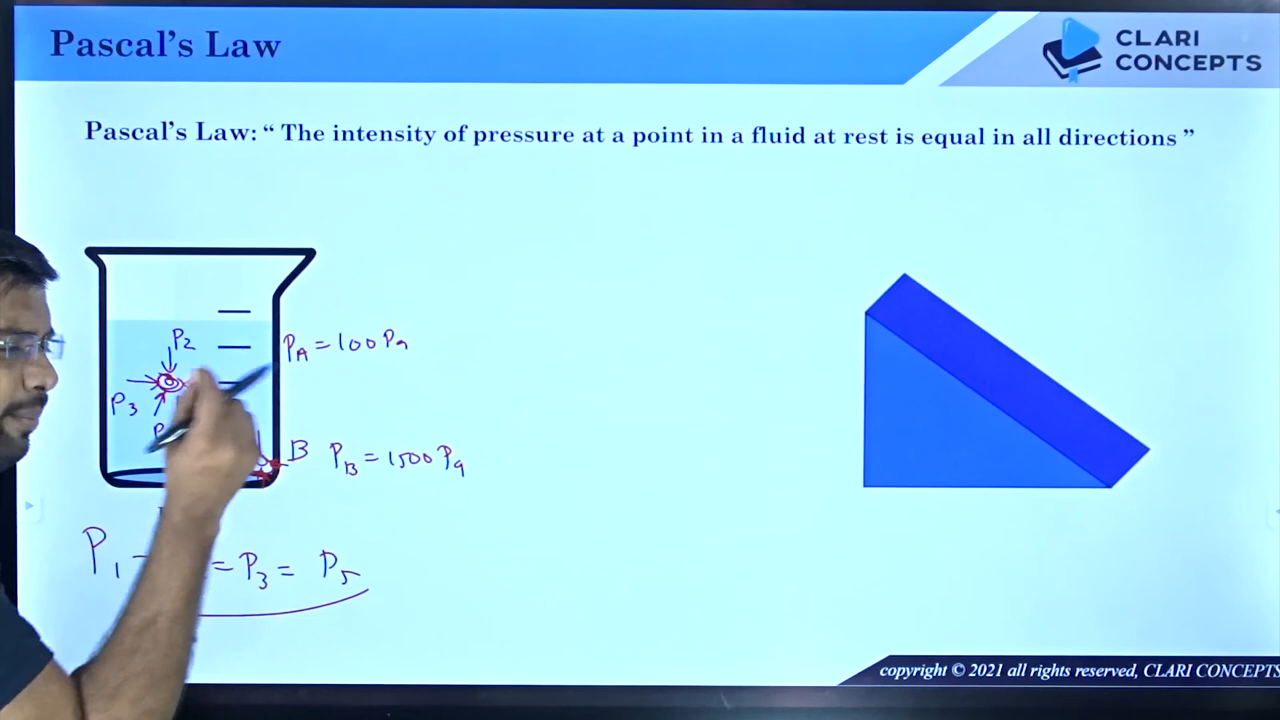 Pascal's Law
CLARI
CONCEPTS
Pascal's Law: “ The intensity of pressure at a point in a fluid at rest is equal in all directions ”
P2
PA = 100 Pa
P3
P
B
PB = 1500 Pa
P1 = P3 = P5
copyright © 2021 all rights reserved, CLARI CONCEPTS